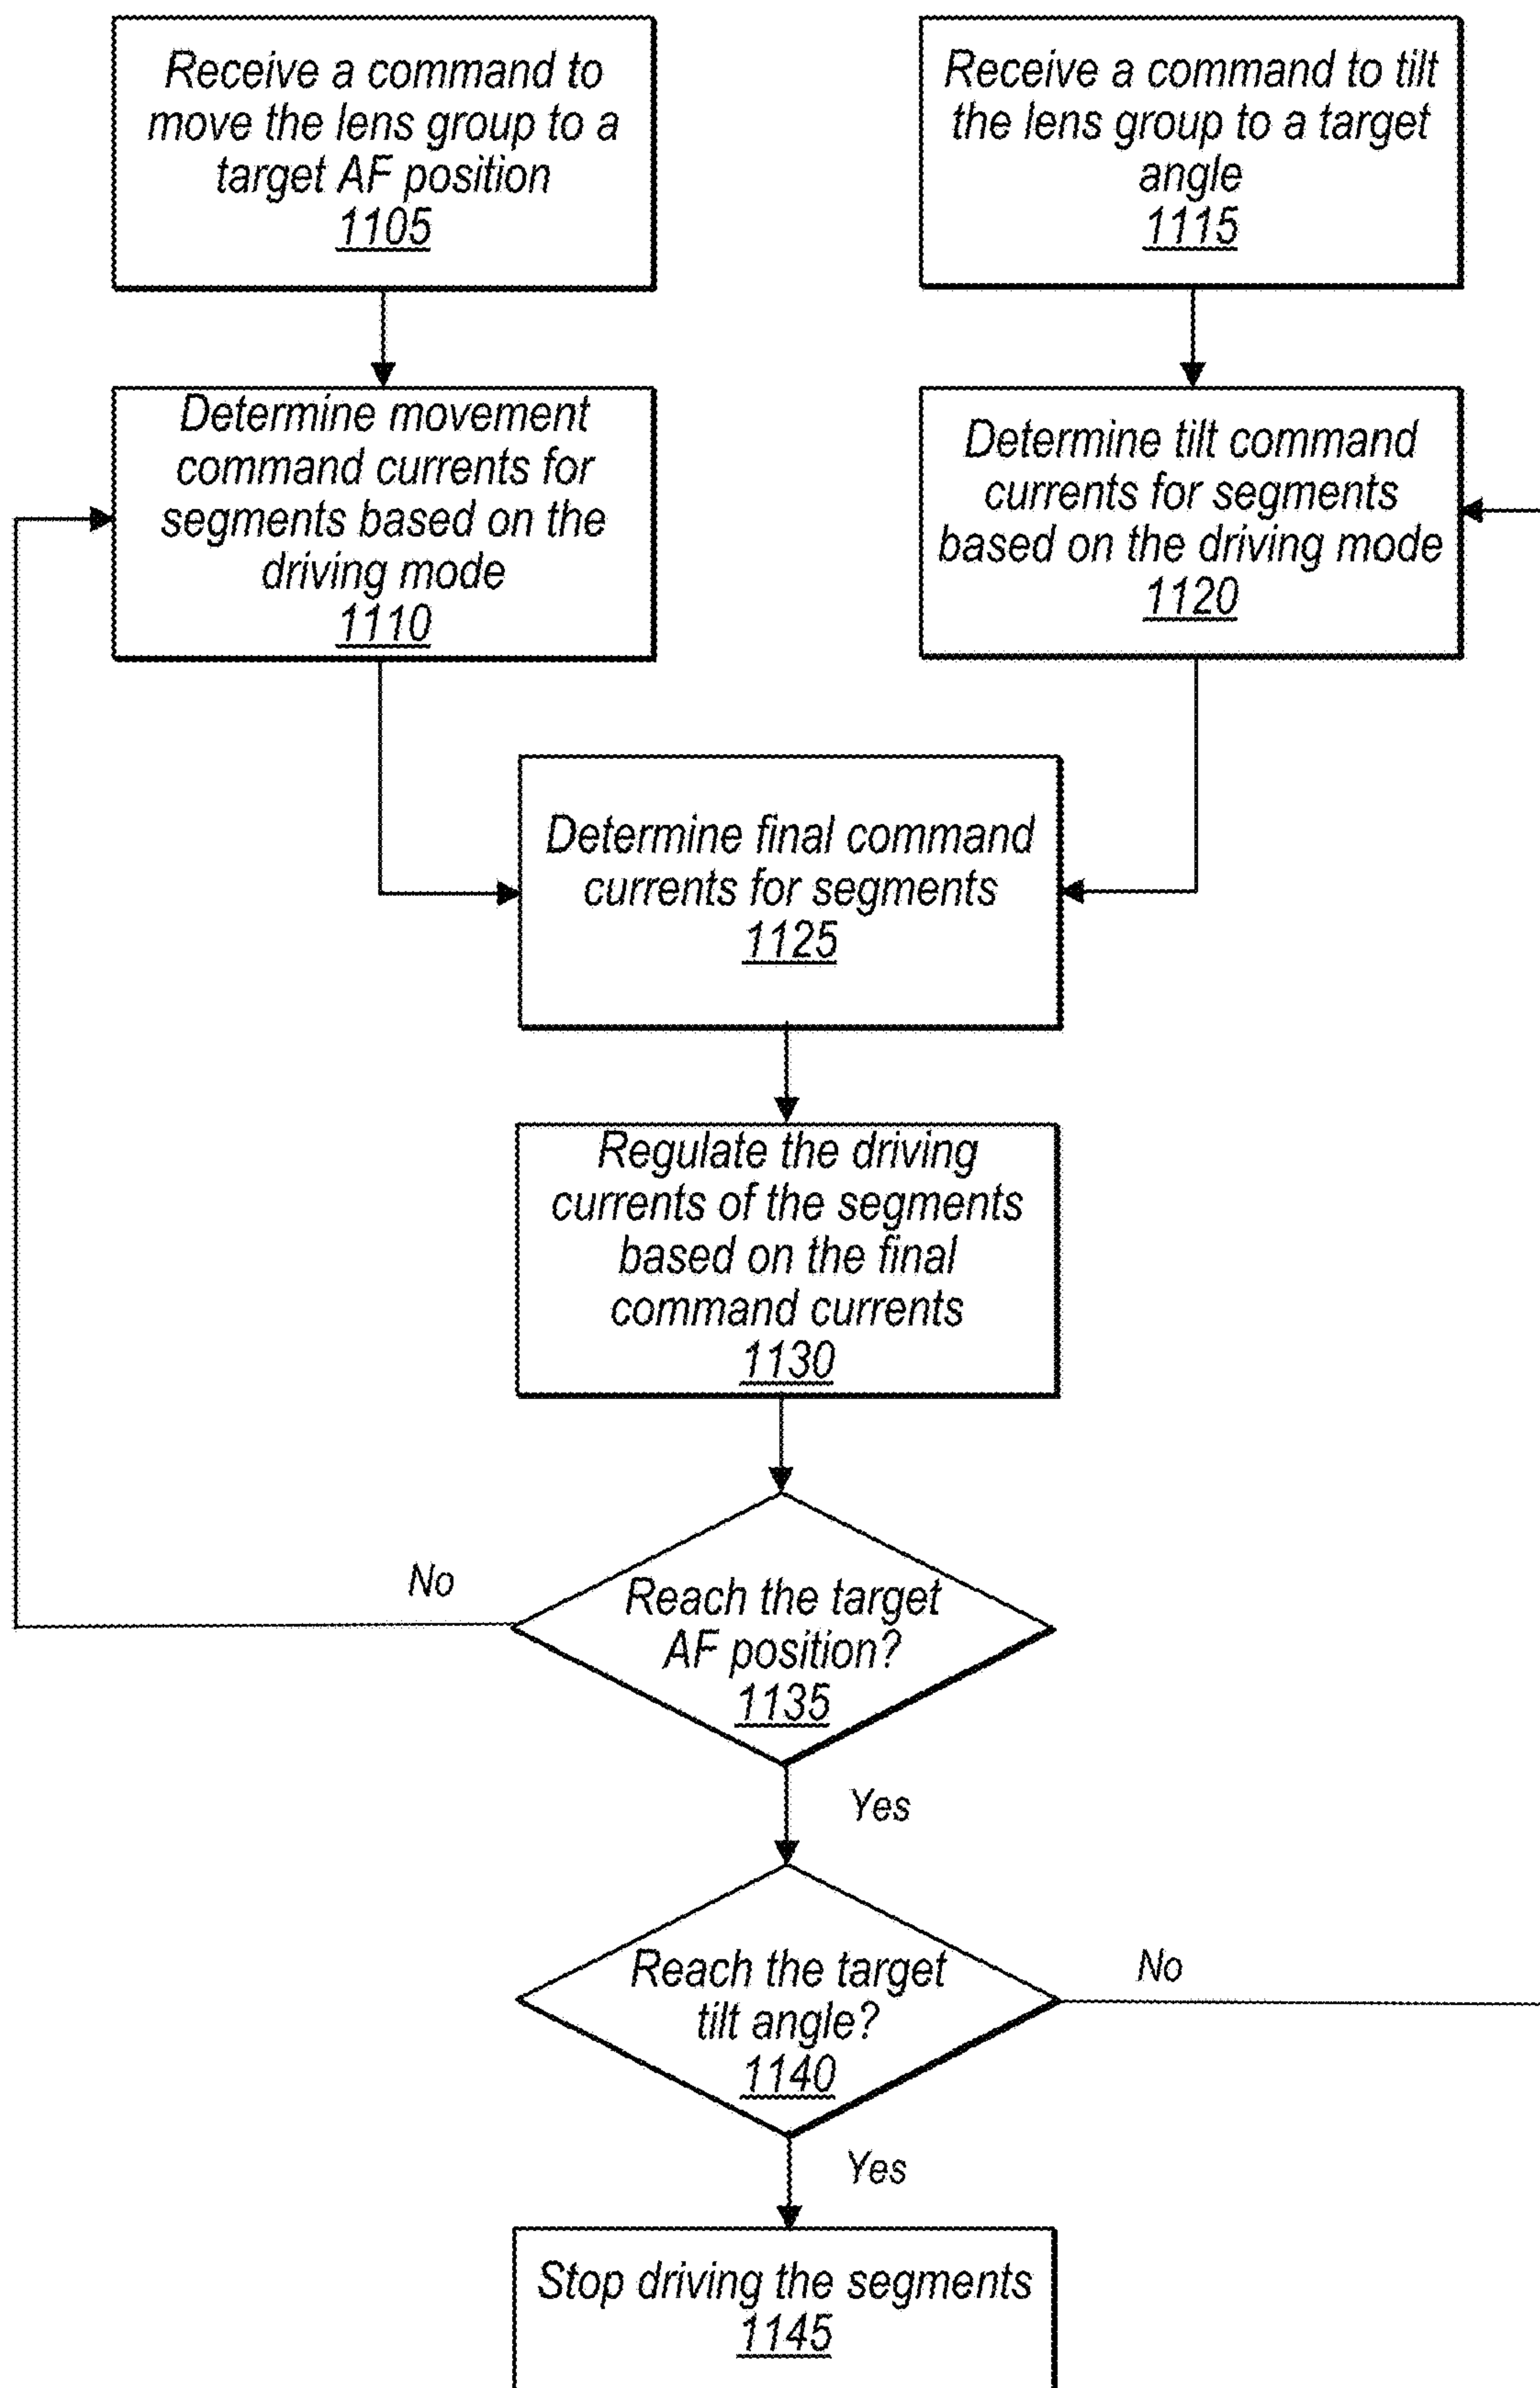 Receive a command to
move the lens group to a
target AF position
1105
Receive a command to tilt
the lens group to a target
angle
1115
Determine movement
command currents for
segments based on the
driving mode
1110
Determine tilt command
currents for segments
based on the driving mode
1120
Determine final command
currents for segments
1125
Regulate the driving
currents of the segments
based on the final
command currents
1130
No
Reach the target
AF position?
1135
Yes
Reach the target
tilt angle?
1140
No
Yes
Stop driving the segments
1145